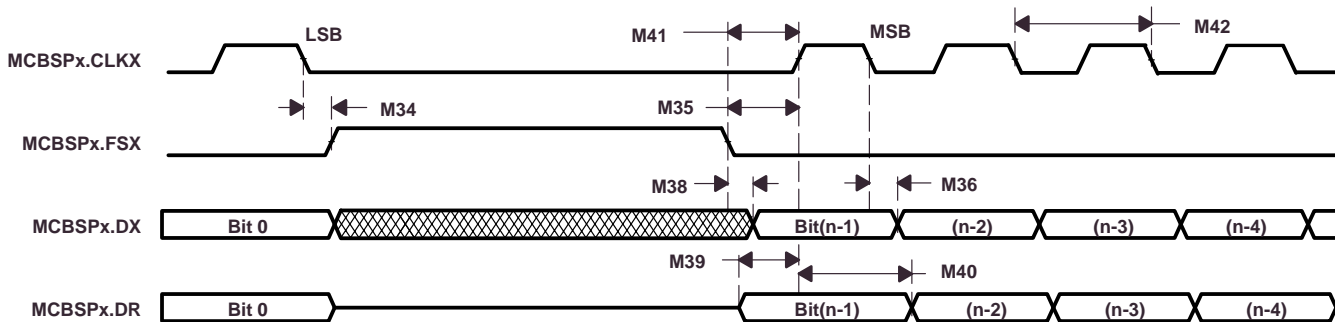 LSB
M41
MSB
M42
MCBSPx.CLKX
M34
M35
MCBSPx.FSX
M38
M36
MCBSPx.DX
Bit 0
Bit(n-1)
(n-2)
(n-3)
(n-4)
M39
M40
MCBSPx.DR
Bit 0
Bit(n-1)
(n-2)
(n-3)
(n-4)